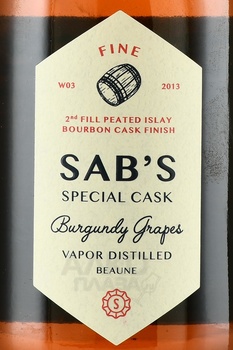 FINE
W03 2013
2nd FILL PEATED ISLAY
BOURBON CASK FINISH
SAB'S
SPECIAL CASK
Burgundy Grapes
VAPOR DISTILLED
BEAUNE
S